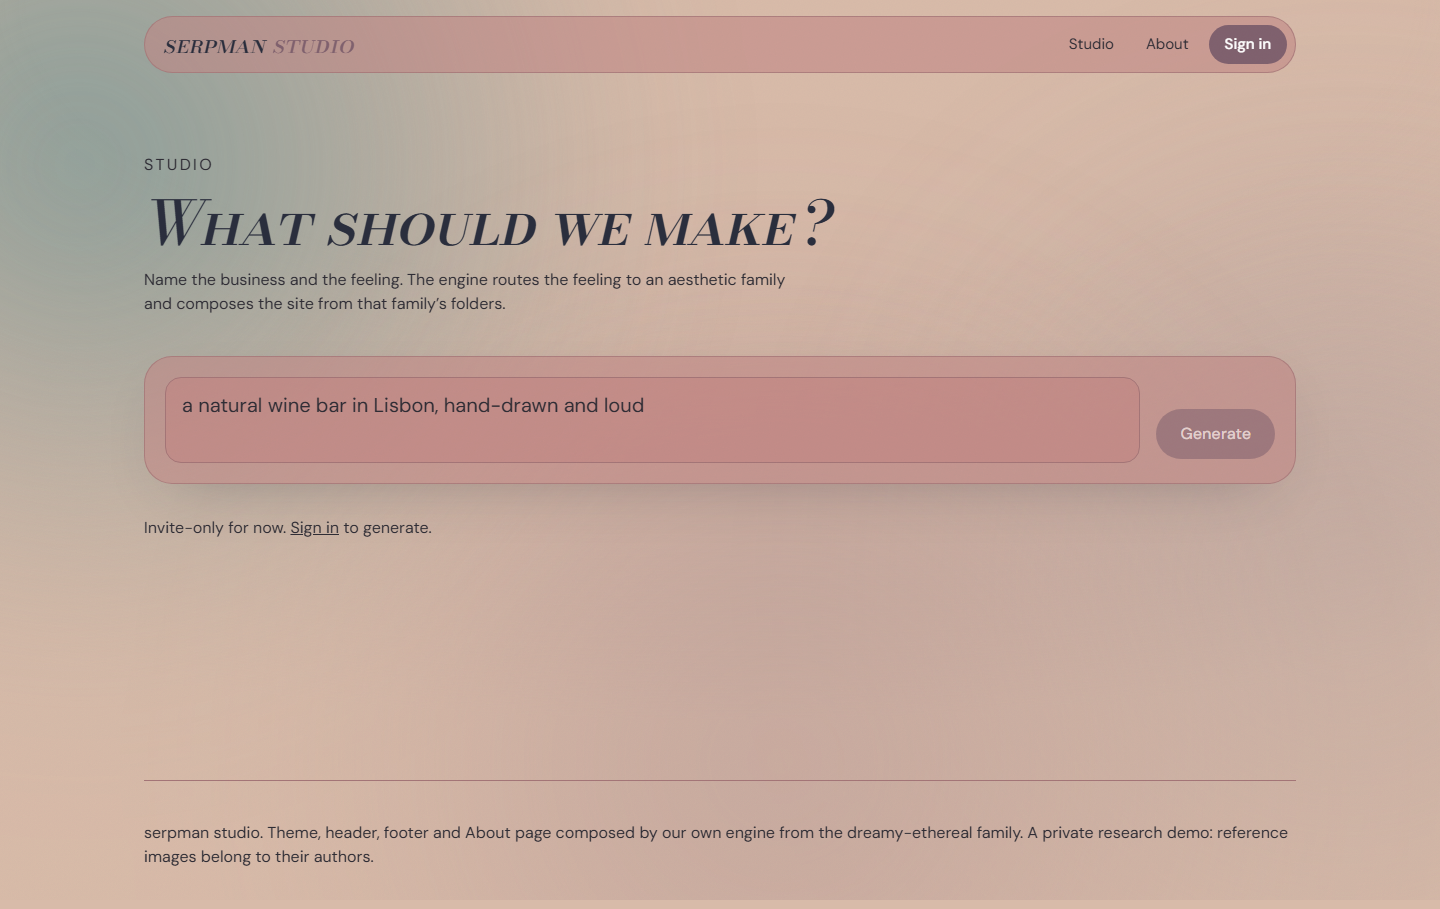 SERPMAN STUDIO
Studio
About
Sign in
STUDIO
What should we make?
Name the business and the feeling. The engine routes the feeling to an aesthetic family
and composes the site from that family’s folders.
a natural wine bar in Lisbon, hand-drawn and loud
Generate
Invite-only for now. Sign in to generate.
serpman studio. Theme, header, footer and About page composed by our own engine from the dreamy-ethereal family. A private research demo: reference
images belong to their authors.